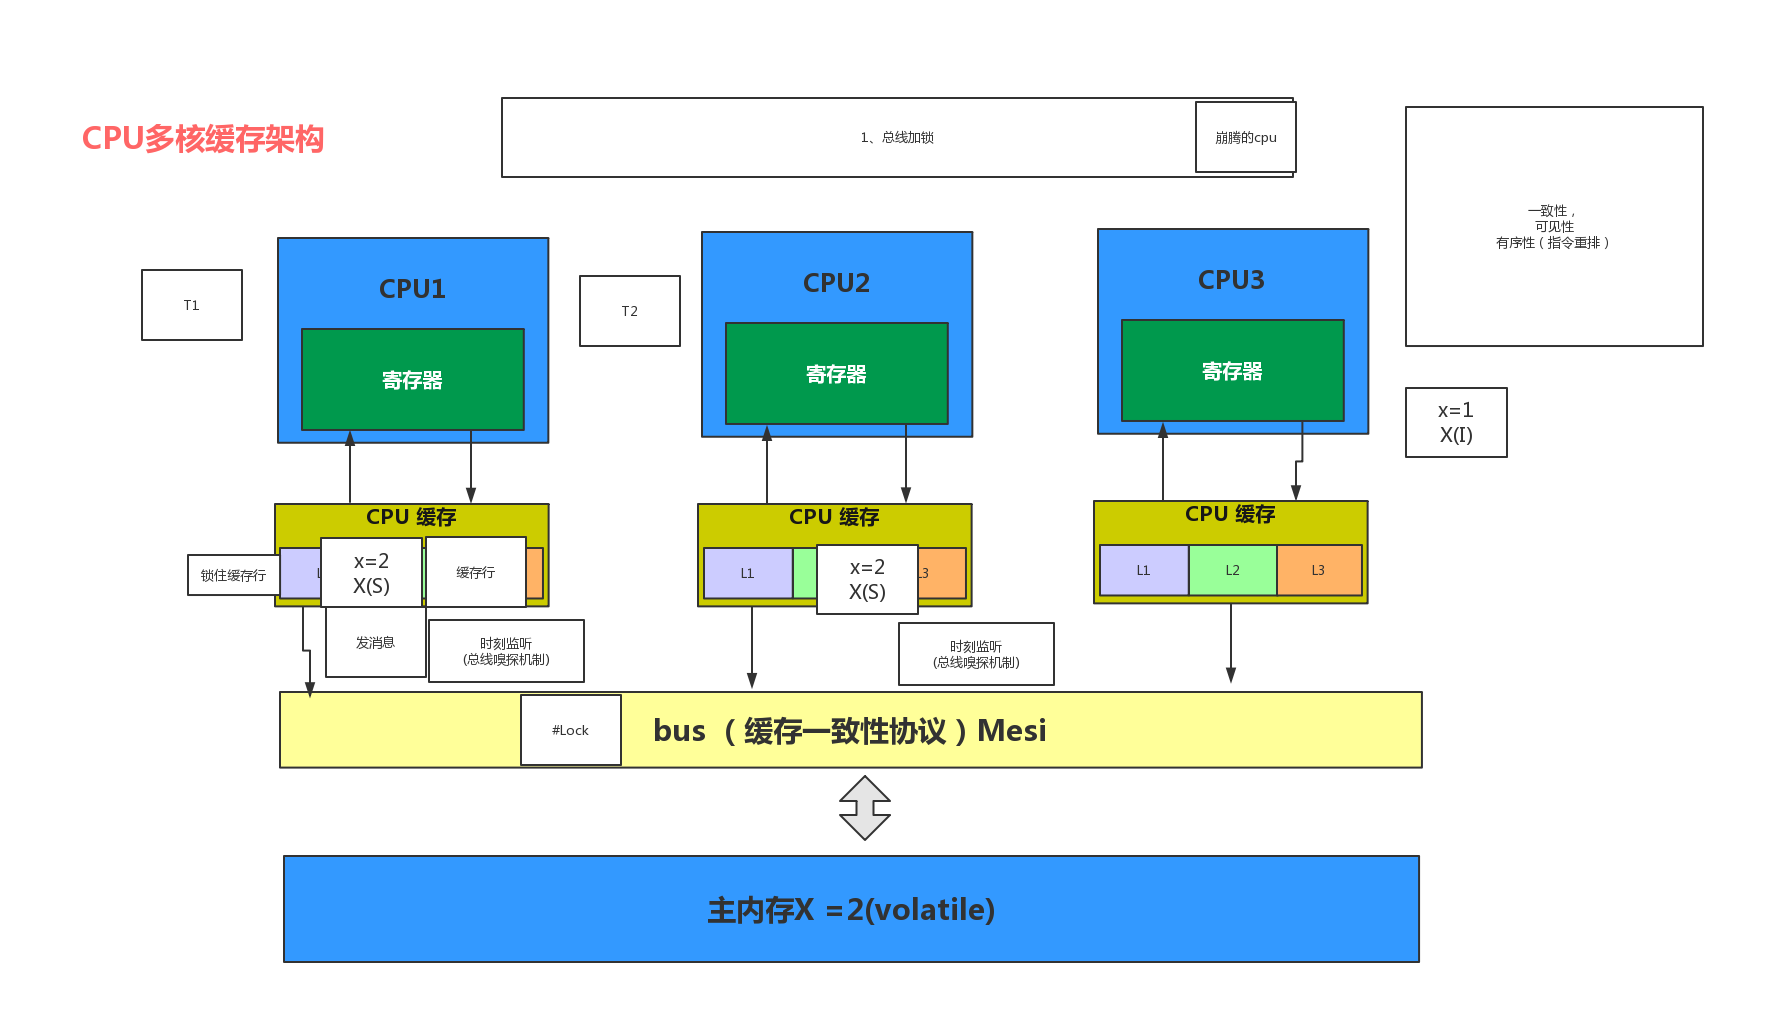 CPU多核缓存架构
1、总线加锁
崩腾的cpu
一致性，
可见性
有序性（指令重排）
T1
CPU1
寄存器
T2
CPU2
寄存器
CPU3
寄存器
x=1
X(I)
CPU 缓存
锁住缓存行
x=2
X(S)
缓存行
发消息
时刻监听
(总线嗅探机制)
CPU 缓存
L1
x=2
X(S)
L3
时刻监听
(总线嗅探机制)
CPU 缓存
L1
L2
L3
#Lock
bus （缓存一致性协议）Mesi
主内存X =2(volatile)